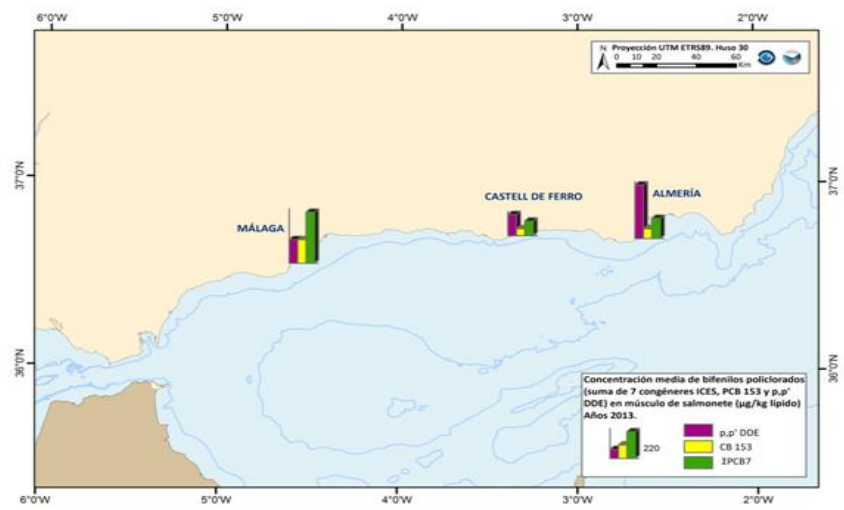 6°0'W 5°0'W 4°0'W 3°0'W 2°0'W
N Proyección UTM ETRS89. Huso 30
0 10 20 40 60
Km
37°0'N 37°0'N
CASTELL DE FERRO
ALMERÍA
MÁLAGA
36°0'N 36°0'N
Concentración media de bifenilos policlorados
(suma de 7 congéneres ICES, PCB 153 y p,p'
DDE) en músculo de salmonete (µg/kg lípido)
Años 2013.
p,p' DDE
220 CB 153
ΣPCB7
6°0'W 5°0'W 4°0'W 3°0'W 2°0'W